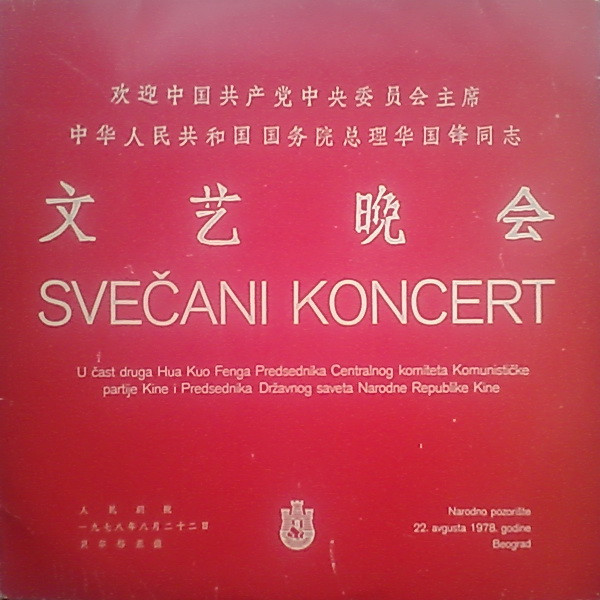 欢迎中国共产党中央委员会主席
中华人民共和国国务院总理华国锋同志
文艺晚会
SVEČANI KONCERT
U čast druga Hua Kuo Fenga Predsednika Centralnog komiteta Komunističke
partije Kine i Predsednika Državnog saveta Narodne Republike Kine
人民剧院
一九七八年八月二十二日
贝尔格莱德
Narodno pozorište
22. avgusta 1978. godine
Beograd